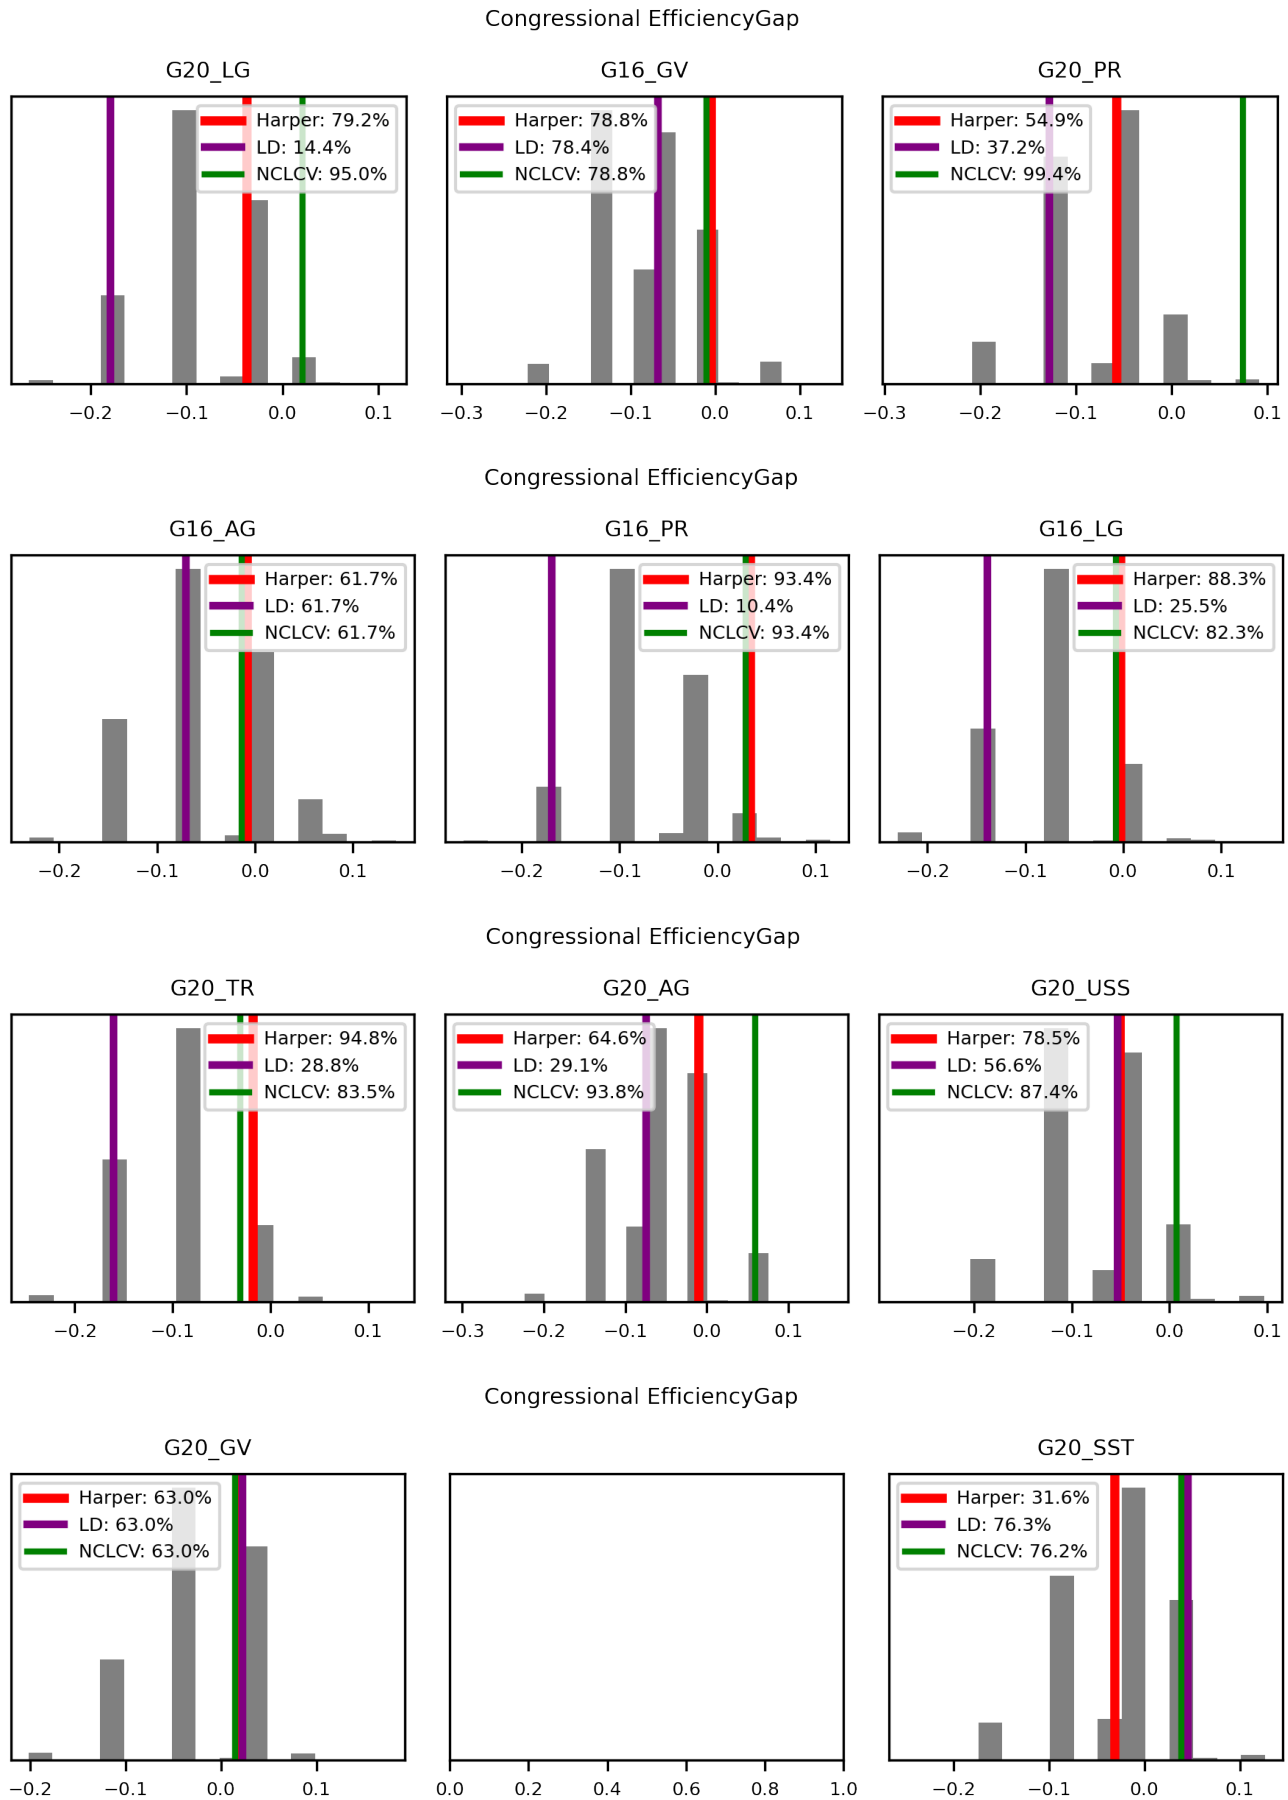 Congressional EfficiencyGap
G20_LG
G16_GV
G20_PR
Harper: 79.2%
LD: 14.4%
NCLCV: 95.0%
Harper: 78.8%
LD: 78.4%
NCLCV: 78.8%
Harper: 54.9%
LD: 37.2%
NCLCV: 99.4%
−0.2 −0.1 0.0 0.1
−0.3 −0.2 −0.1 0.0 0.1
−0.3 −0.2 −0.1 0.0 0.1
Congressional EfficiencyGap
G16_AG
G16_PR
G16_LG
Harper: 61.7%
LD: 61.7%
NCLCV: 61.7%
Harper: 93.4%
LD: 10.4%
NCLCV: 93.4%
Harper: 88.3%
LD: 25.5%
NCLCV: 82.3%
−0.2 −0.1 0.0 0.1
−0.2 −0.1 0.0 0.1
−0.2 −0.1 0.0 0.1
Congressional EfficiencyGap
G20_TR
G20_AG
G20_USS
Harper: 94.8%
LD: 28.8%
NCLCV: 83.5%
Harper: 64.6%
LD: 29.1%
NCLCV: 93.8%
Harper: 78.5%
LD: 56.6%
NCLCV: 87.4%
−0.2 −0.1 0.0 0.1
−0.3 −0.2 −0.1 0.0 0.1
−0.2 −0.1 0.0 0.1
Congressional EfficiencyGap
G20_GV
G20_SST
Harper: 63.0%
LD: 63.0%
NCLCV: 63.0%
Harper: 31.6%
LD: 76.3%
NCLCV: 76.2%
−0.2 −0.1 0.0 0.1
0.0 0.2 0.4 0.6 0.8 1.0
−0.2 −0.1 0.0 0.1